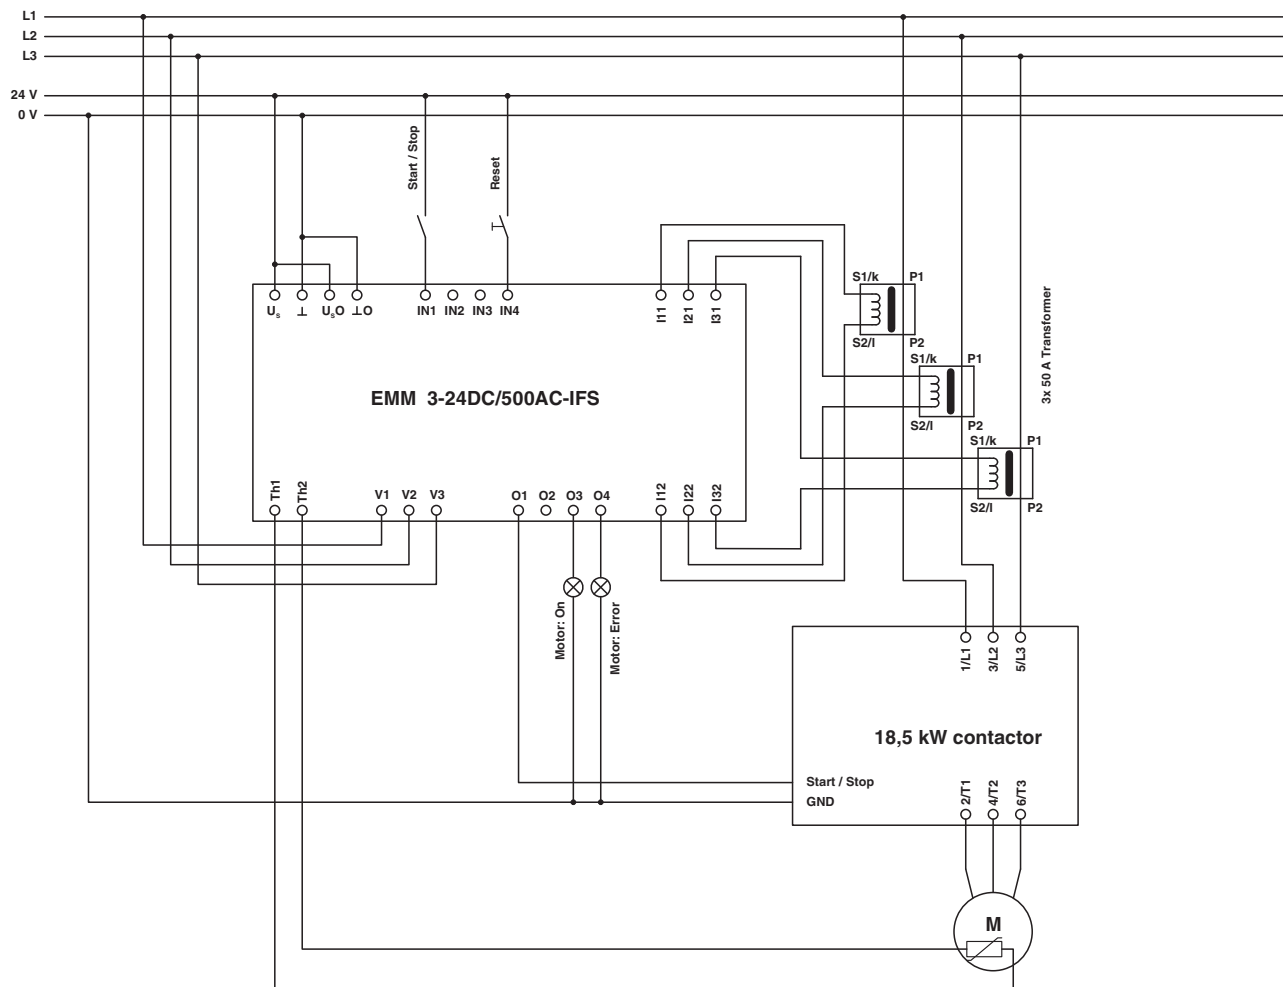 L1
L2
L3
24 V
0 V
Start / Stop
Reset
Us
⊥
UsO
⊥O
IN1
IN2
IN3
IN4
I11
I21
I31
S1/k
P1
S2/l
P2
S1/k
P1
S2/l
P2
S1/k
P1
S2/l
P2
3x 50 A Transformer
EMM 3-24DC/500AC-IFS
Th1
Th2
V1
V2
V3
O1
O2
O3
O4
I12
I22
I32
Motor: On
Motor: Error
1/L1
3/L2
5/L3
18,5 kW contactor
Start / Stop
GND
2/T1
4/T2
6/T3
M